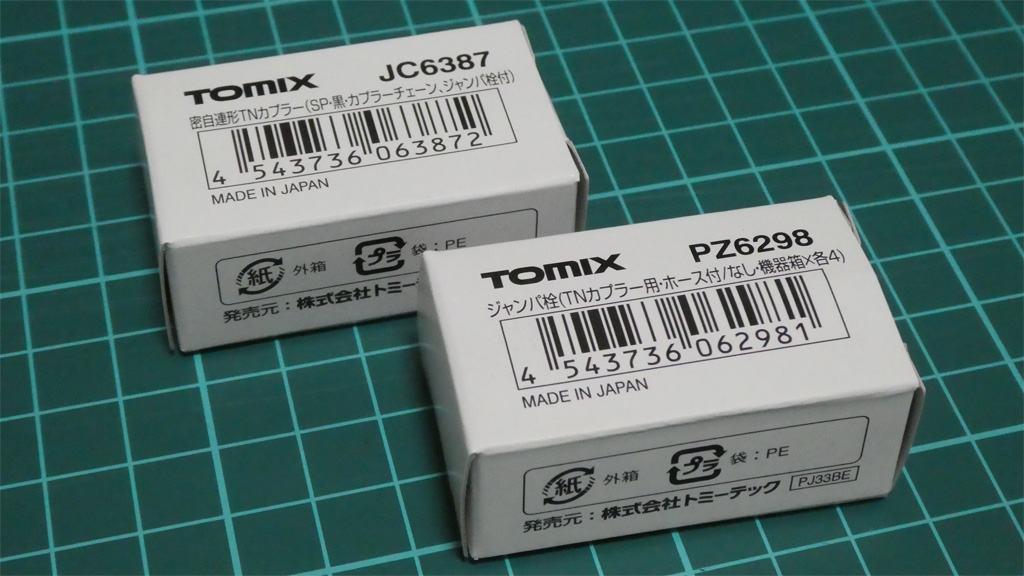 TOMIX JC6387
密自連形TNカプラー(SP・黒・カプラーチェーン、ジャンパ栓付)
4 543736 063872
MADE IN JAPAN
紙 外箱 プラ 袋：PE
発売元：株式会社トミー
TOMIX PZ6298
ジャンパ栓(TNカプラー用・ホース付/なし・機器箱×各4)
4 543736 062981
MADE IN JAPAN
紙 外箱 プラ 袋：PE
発売元：株式会社トミーテック PJ33BE